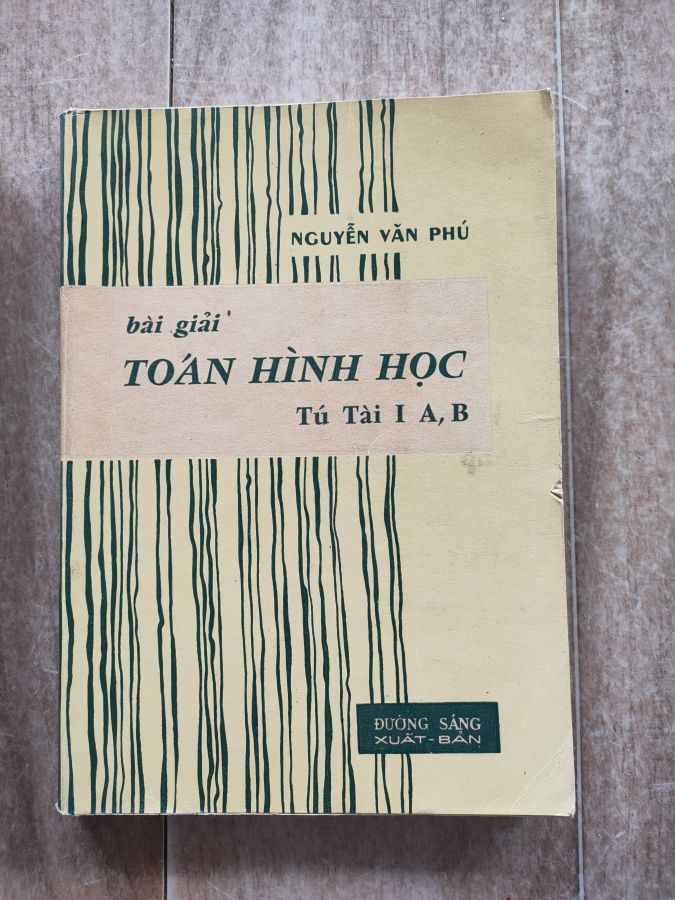 NGUYỄN VĂN PHÚ
bài giải
TOÁN HÌNH HỌC
Tú Tài I A, B
ĐƯỜNG SÁNG
XUẤT-BẢN